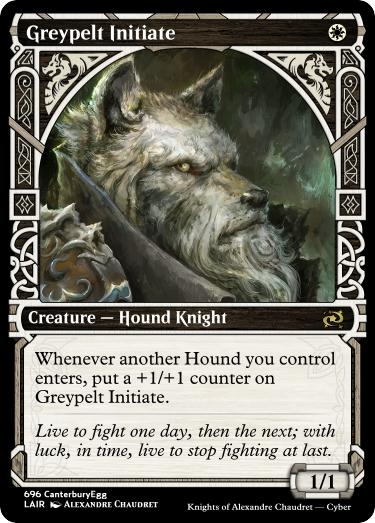 Greypelt Initiate
Creature — Hound Knight
Whenever another Hound you control
enters, put a +1/+1 counter on
Greypelt Initiate.
Live to fight one day, then the next; with
luck, in time, live to stop fighting at last.
1/1
696 CanterburyEgg
LAIR Alexandre Chaudret
Knights of Alexandre Chaudret — Cyber